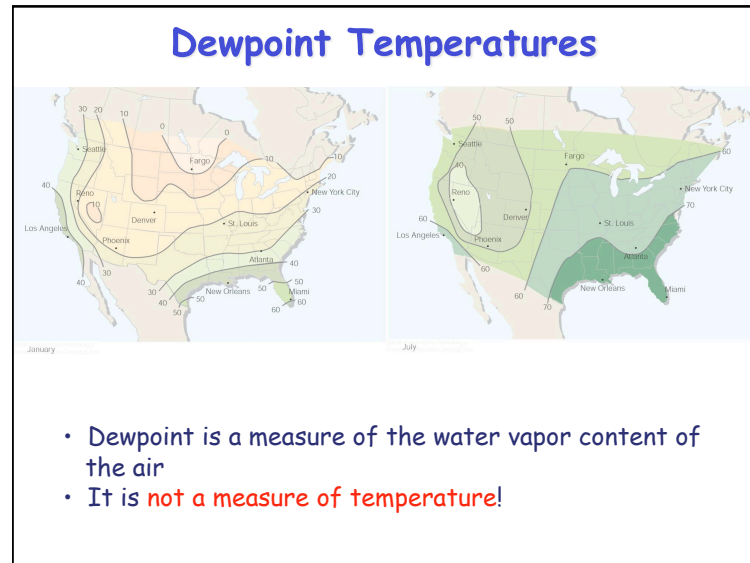 Dewpoint Temperatures
30 20 10 0 0
Seattle
Fargo
10 -10
20
New York City
40 Reno 10
Denver
30
St. Louis
Los Angeles
Phoenix
Atlanta
40
40 30
30
40
50
New Orleans
50
50
Miami
60 60
January
50 50
Seattle
Fargo
60
40
Reno
New York City
Denver
70
60
St. Louis
Los Angeles
Phoenix
Atlanta
60
60
70
New Orleans
Miami
July
• Dewpoint is a measure of the water vapor content of
the air
• It is not a measure of temperature!